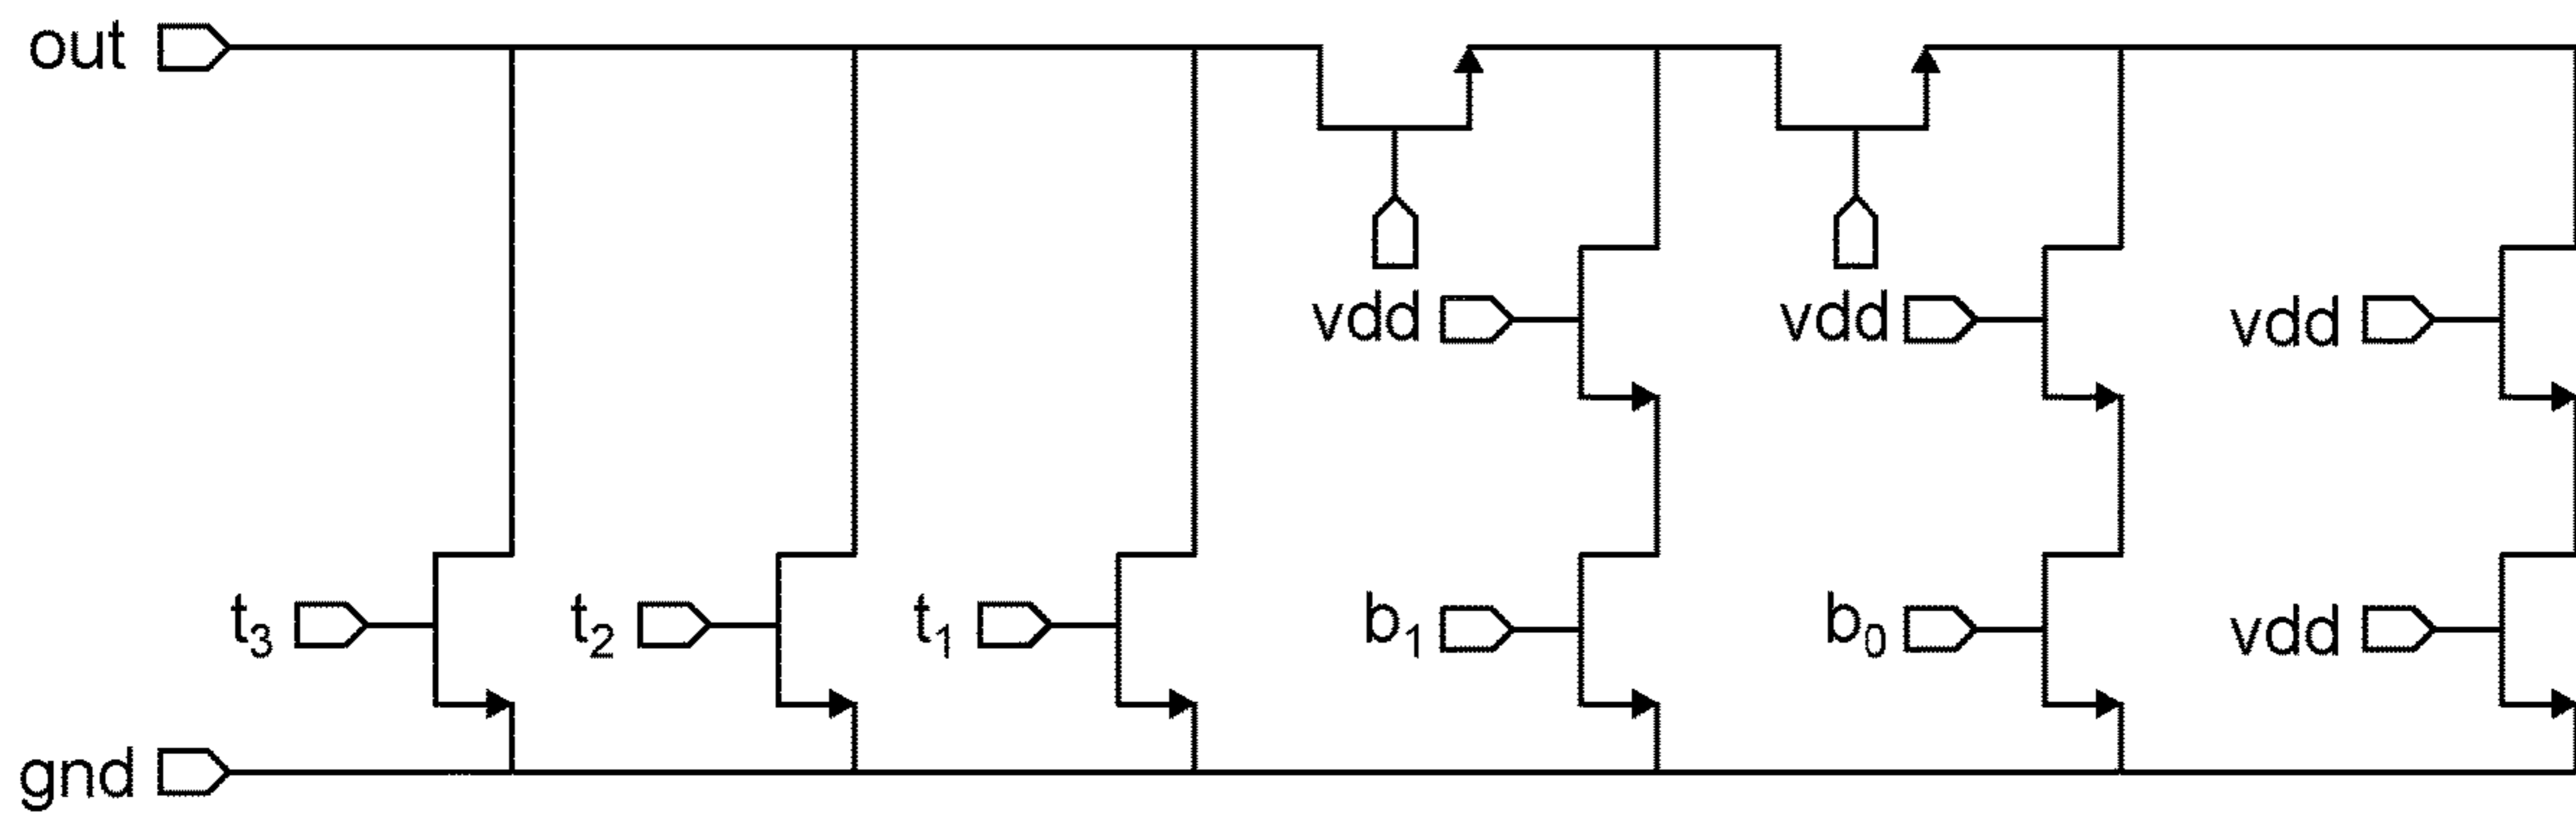 out
vdd vdd vdd
t₃ t₂ t₁ b₁ b₀ vdd
gnd